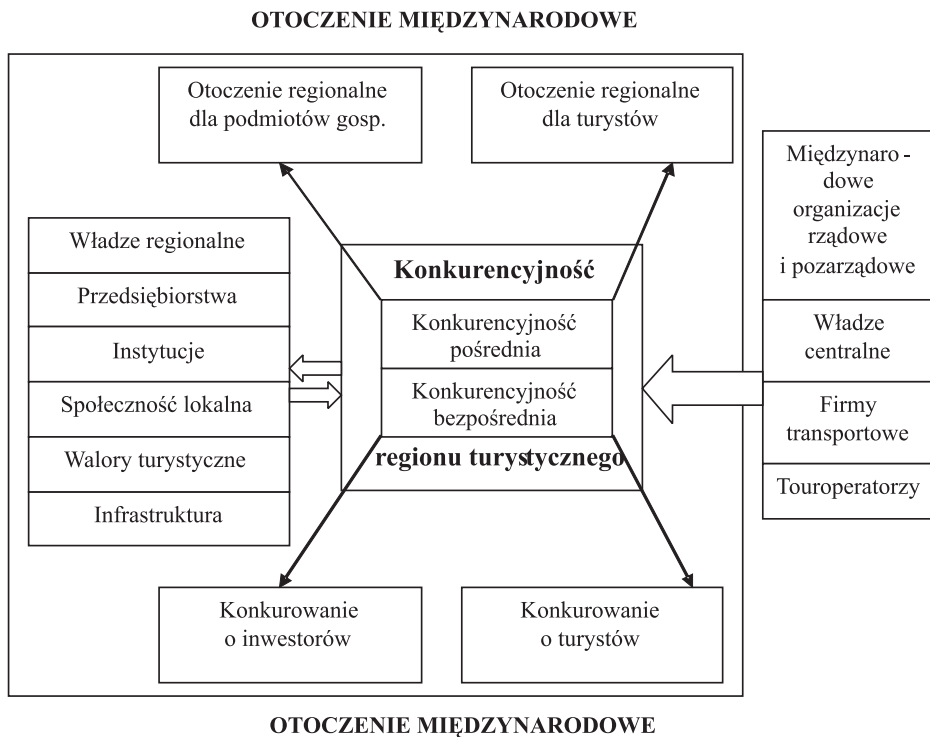 OTOCZENIE MIĘDZYNARODOWE
Otoczenie regionalne
dla podmiotów gosp.
Otoczenie regionalne
dla turystów
Władze regionalne
Przedsiębiorstwa
Instytucje
Społeczność lokalna
Walory turystyczne
Infrastruktura
Konkurencyjność
Konkurencyjność
pośrednia
Konkurencyjność
bezpośrednia
regionu turystycznego
Międzynaro-
dowe
organizacje
rządowe
i pozarządowe
Władze
centralne
Firmy
transportowe
Touroperatorzy
Konkurowanie
o inwestorów
Konkurowanie
o turystów
OTOCZENIE MIĘDZYNARODOWE